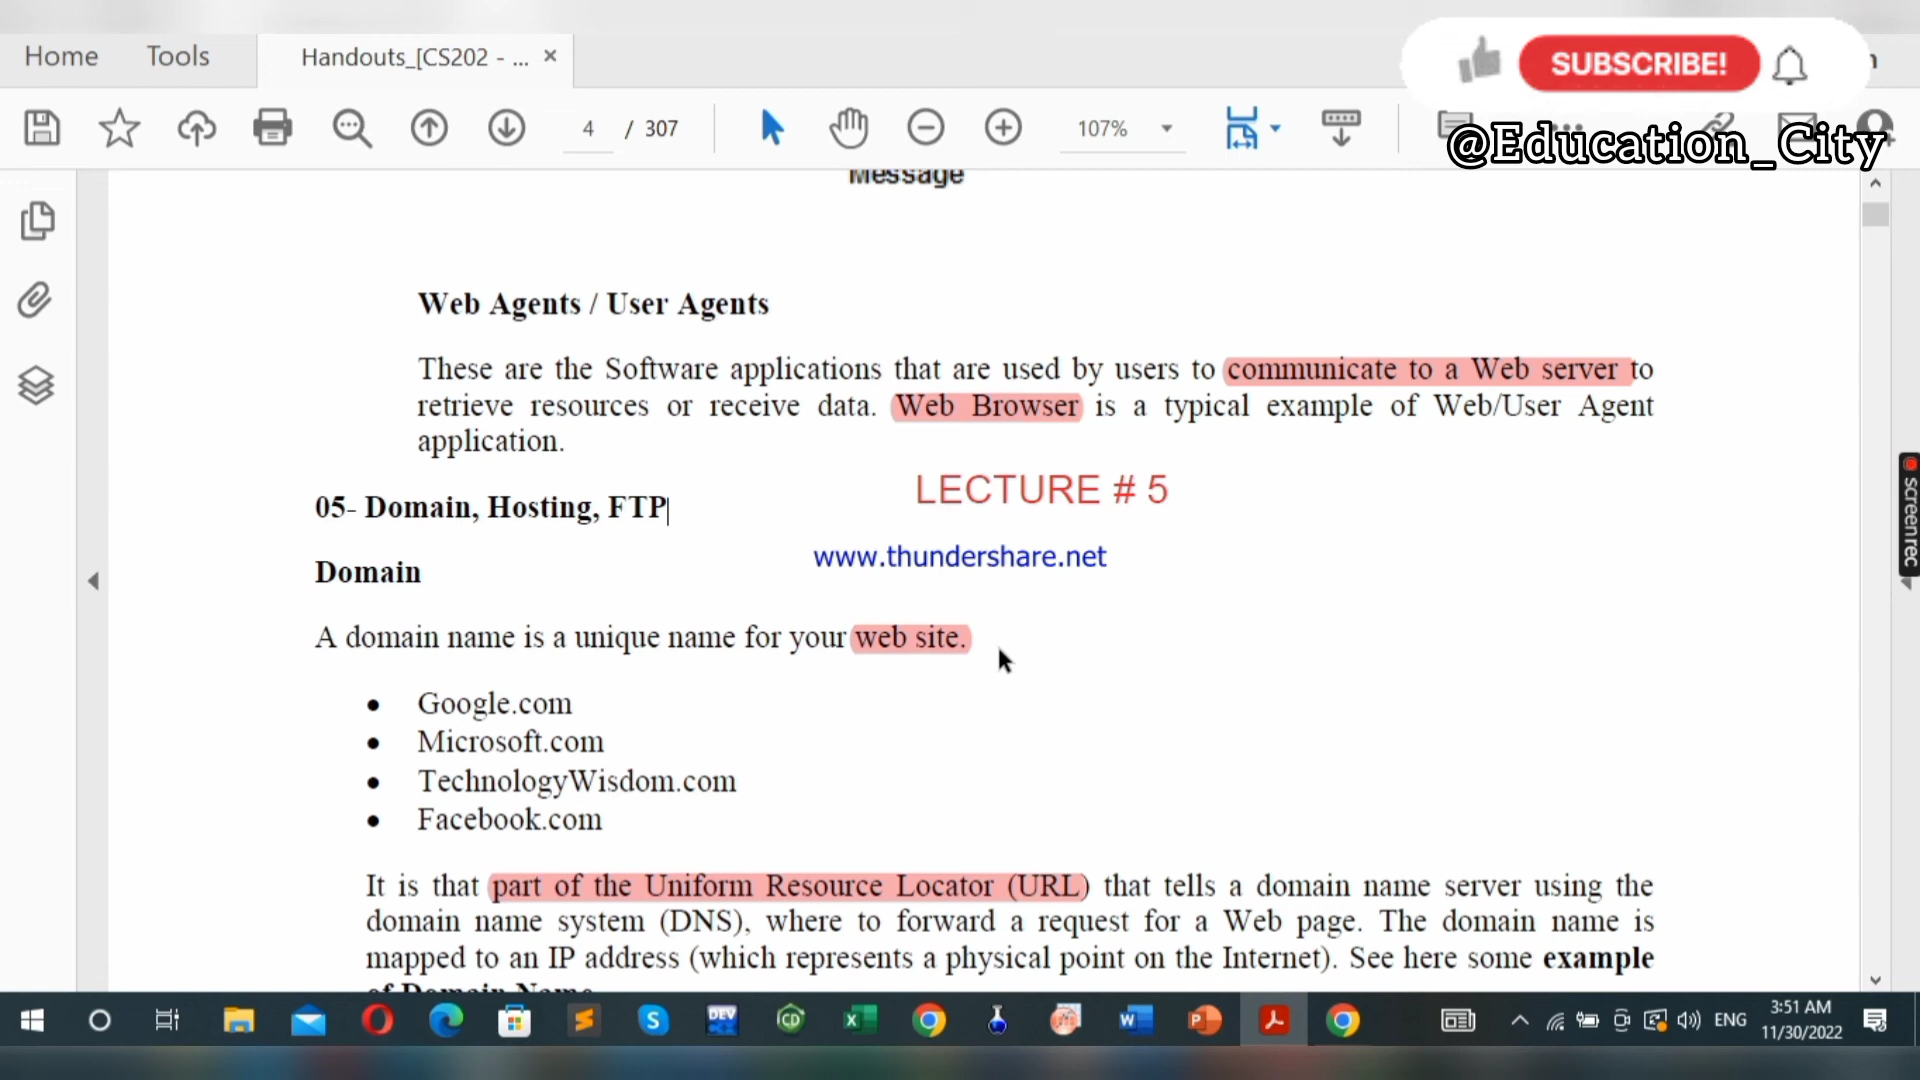 Home Tools Handouts_[CS202 - ... ×
SUBSCRIBE!
4 / 307 107%
@Education_City
Message
Web Agents / User Agents
These are the Software applications that are used by users to communicate to a Web server to
retrieve resources or receive data. Web Browser is a typical example of Web/User Agent
application.
LECTURE # 5
05- Domain, Hosting, FTP
www.thundershare.net
Domain
A domain name is a unique name for your web site.
• Google.com
• Microsoft.com
• TechnologyWisdom.com
• Facebook.com
It is that part of the Uniform Resource Locator (URL) that tells a domain name server using the
domain name system (DNS), where to forward a request for a Web page. The domain name is
mapped to an IP address (which represents a physical point on the Internet). See here some example
of Domain Name
screenrec
DEV
CD
ENG
3:51 AM
11/30/2022